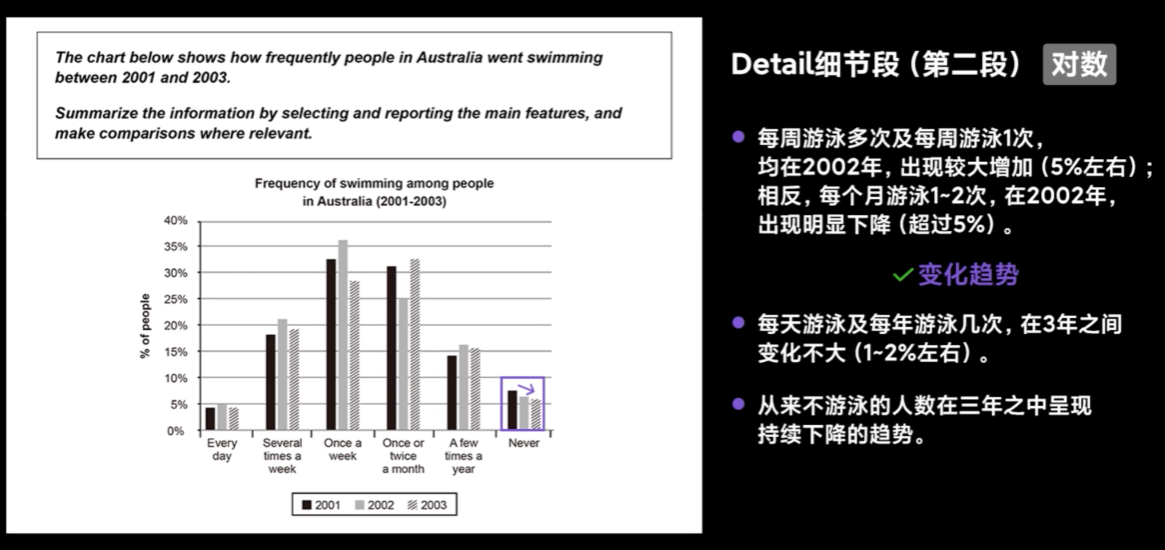 The chart below shows how frequently people in Australia went swimming
between 2001 and 2003.
Summarize the information by selecting and reporting the main features, and
make comparisons where relevant.
Frequency of swimming among people
in Australia (2001-2003)
% of people
40%
35%
30%
25%
20%
15%
10%
5%
0%
Every
day
Several
times a
week
Once a
week
Once or
twice
a month
A few
times a
year
Never
2001
2002
2003
Detail细节段（第二段） 对数
每周游泳多次及每周游泳1次，
均在2002年，出现较大增加（5%左右）；
相反，每个月游泳1~2次，在2002年，
出现明显下降（超过5%）。
变化趋势
每天游泳及每年游泳几次，在3年之间
变化不大（1~2%左右）。
从来不游泳的人数在三年之中呈现
持续下降的趋势。